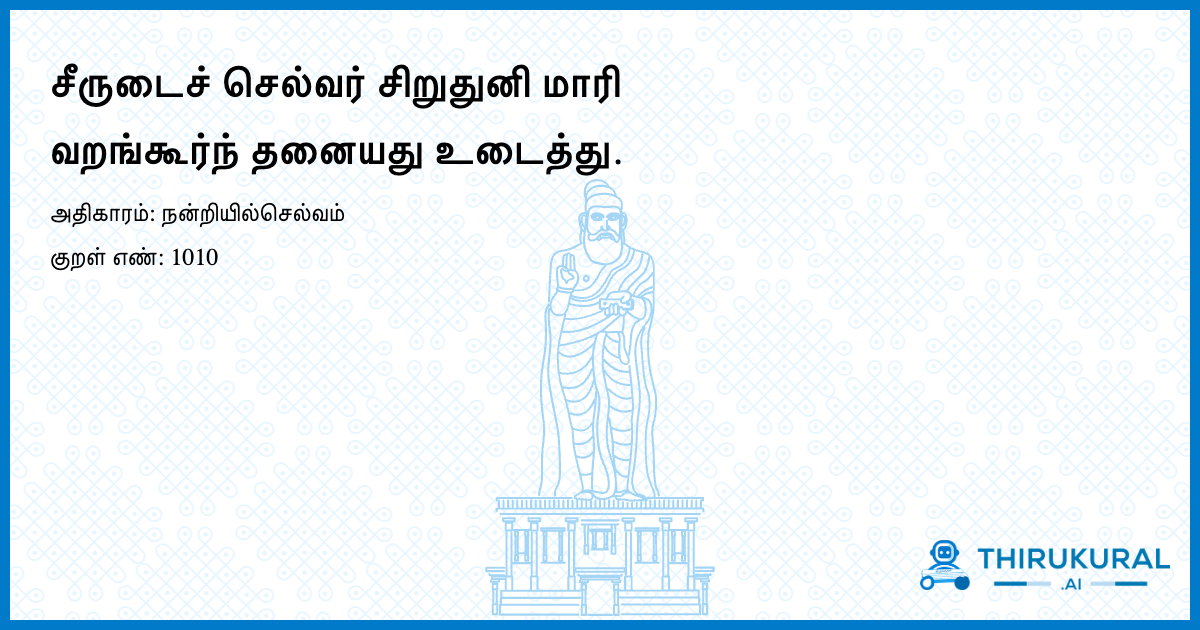 சீருடைச் செல்வர் சிறுதுனி மாரி
வறங்கூர்ந் தனையது உடைத்து.
அதிகாரம்: நன்றியில்செல்வம்
குறள் எண்: 1010
THIRUKURAL
.AI